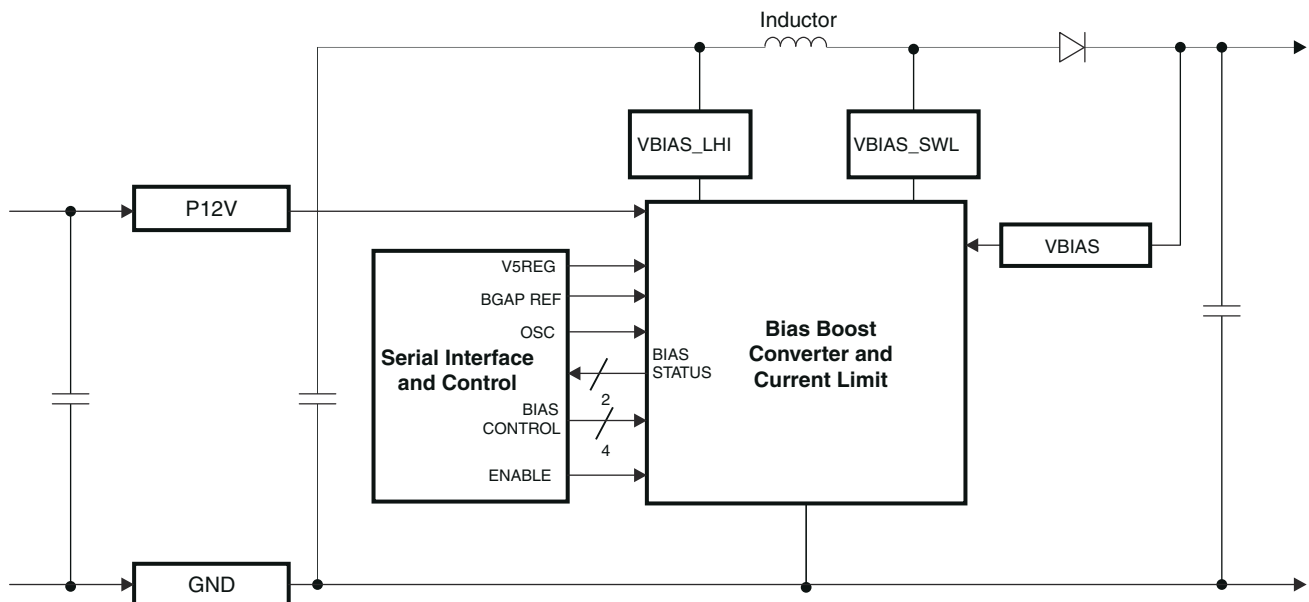 Inductor
VBIAS_LHI
VBIAS_SWL
P12V
VBIAS
V5REG
BGAP REF
OSC
Serial Interface
and Control
BIAS
STATUS
2
BIAS
CONTROL
4
ENABLE
Bias Boost
Converter and
Current Limit
GND